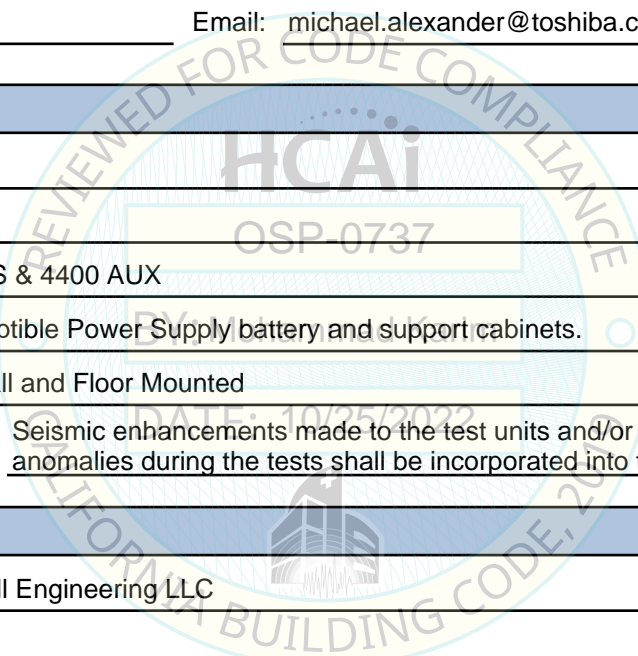 Email: michael.alexander@toshiba.c
REVIEWED FOR CODE COMPLIANCE
HCAi
OSP-0737
S & 4400 AUX
otible Power Supply battery and support cabinets.
BY: Mohammad Karim
ll and Floor Mounted
DATE: 10/25/2022
Seismic enhancements made to the test units and/or
anomalies during the tests shall be incorporated into
ll Engineering LLC
CALIFORNIA BUILDING CODE,